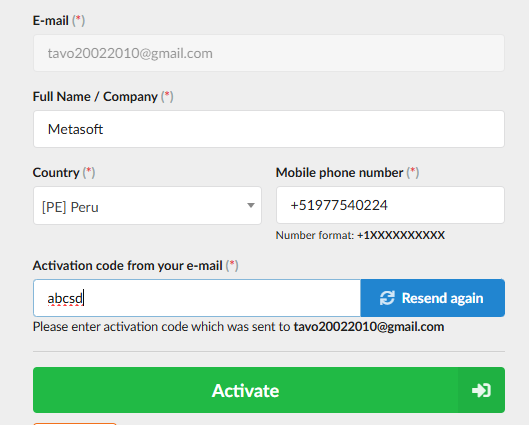 E-mail (*)
tavo20022010@gmail.com
Full Name / Company (*)
Metasoft
Country (*)
Mobile phone number (*)
[PE] Peru
+51977540224
Number format: +1XXXXXXXXXX
Activation code from your e-mail (*)
abcsd
Resend again
Please enter activation code which was sent to tavo20022010@gmail.com
Activate